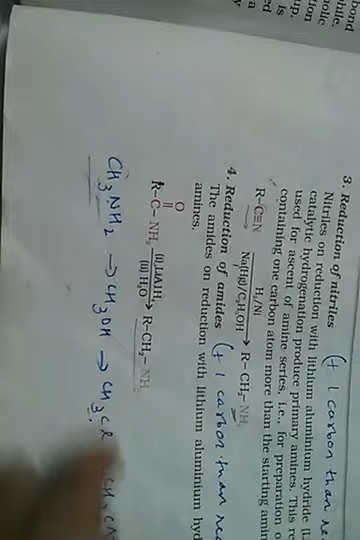 bond
while.
3. Reduction of nitriles (+ 1 carbon than
Nitriles on reduction with lithium aluminium hydride
catalytic hydrogenation produce primary amines. This
used for ascent of amine series, i.e., for preparation
containing one carbon atom more than the starting
R–C≡N H₂/Ni Na(Hg)/C₂H₅OH → R – CH₂– NH₂
4. Reduction of amides (+ 1 carbon than
The amides on reduction with lithium aluminium
amines.
O
R–C– NH₂ (i) LiAlH₄ (ii) H₂O → R–CH₂– NH₂
CH₃NH₂ → CH₃OH → CH₃Cl